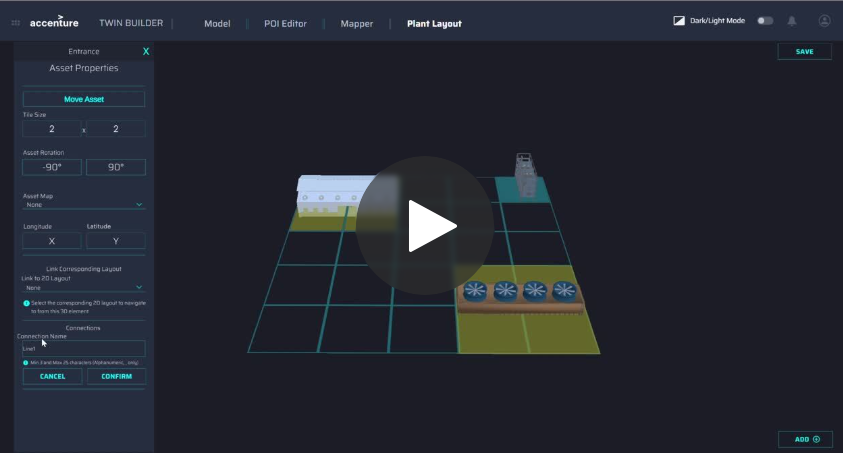 accenture TWIN BUILDER Model POI Editor Mapper Plant Layout Dark/Light Mode
Entrance X
SAVE
Asset Properties
Move Asset
Tile Size
2 x 2
Asset Rotation
-90° 90°
Asset Map
None
Longitude Latitude
X Y
Link Corresponding Layout
Link to 2D Layout
None
Select the corresponding 2D layout to navigate
to from this 3D element
Connections
Connection Name
Line1
Min 3 and Max 25 characters (Alphanumeric, _ only)
CANCEL CONFIRM
ADD